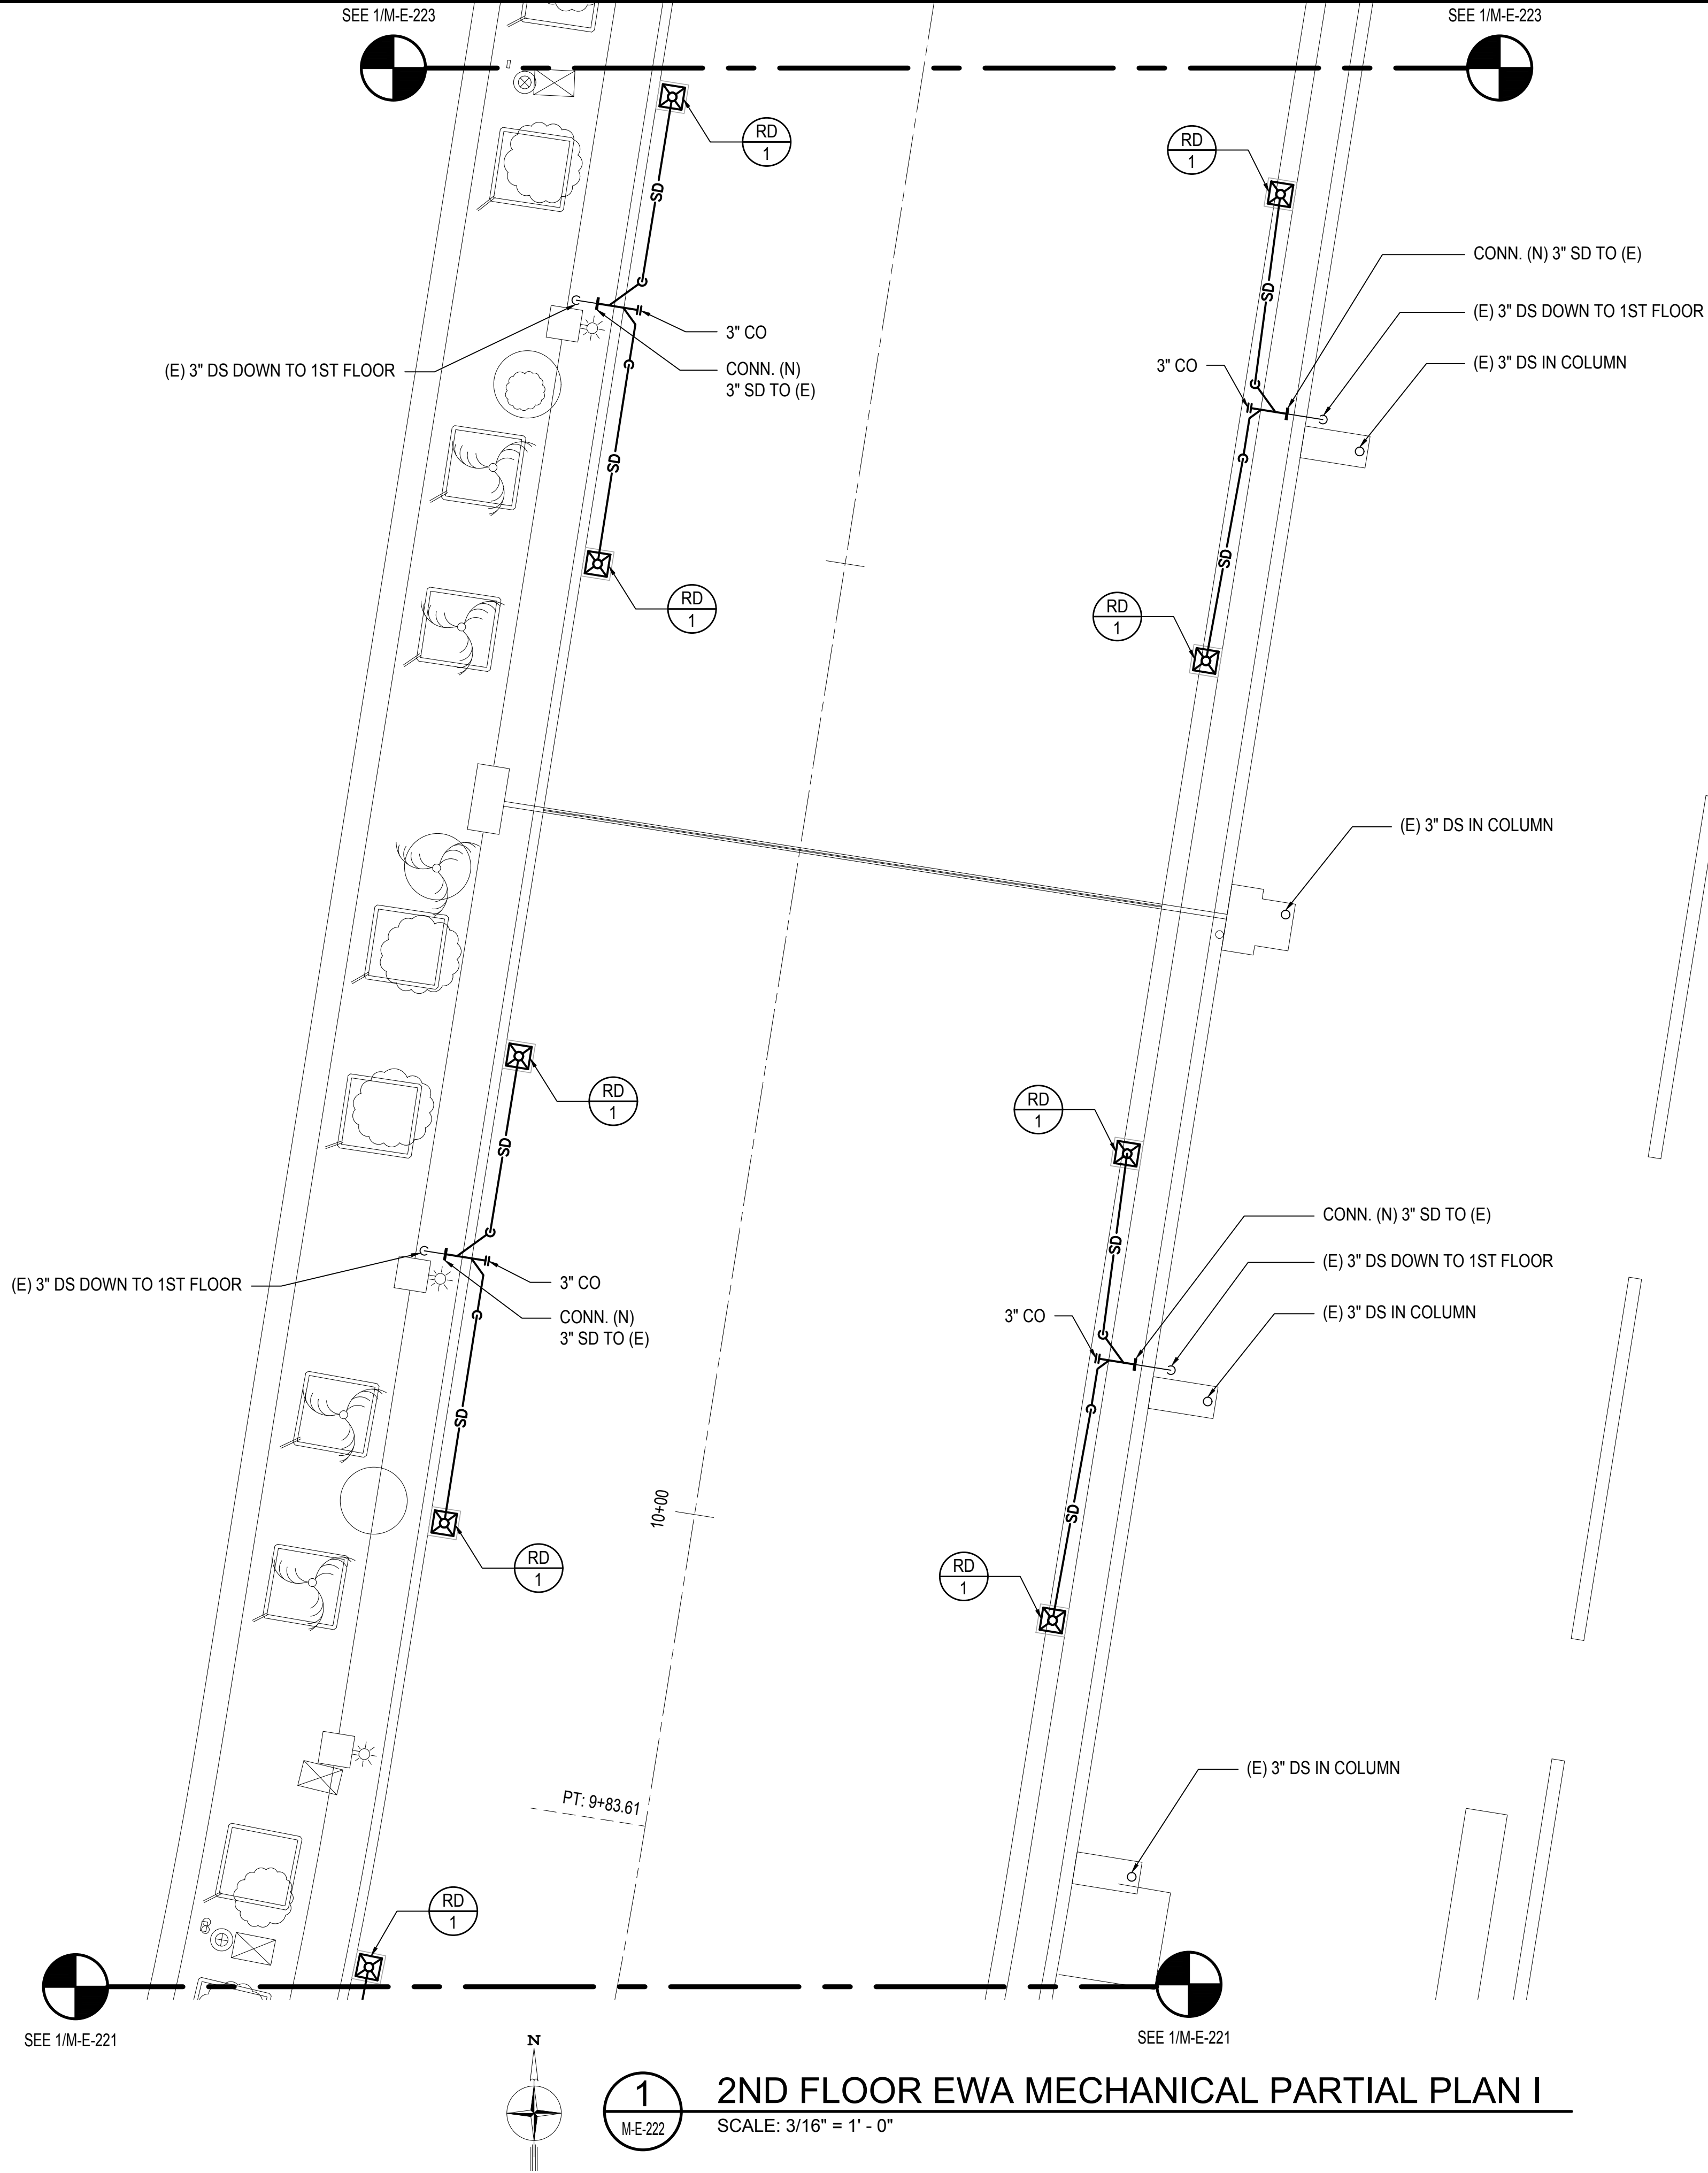 SEE 1/M-E-223
SEE 1/M-E-223
RD
1
RD
1
SD
CONN. (N) 3" SD TO (E)
SD
(E) 3" DS DOWN TO 1ST FLOOR
3" CO
(E) 3" DS DOWN TO 1ST FLOOR
CONN. (N)
3" SD TO (E)
3" CO
(E) 3" DS IN COLUMN
SD
SD
RD
1
RD
1
(E) 3" DS IN COLUMN
RD
1
RD
1
SD
CONN. (N) 3" SD TO (E)
SD
(E) 3" DS DOWN TO 1ST FLOOR
(E) 3" DS DOWN TO 1ST FLOOR
3" CO
CONN. (N)
3" SD TO (E)
3" CO
(E) 3" DS IN COLUMN
SD
10+00
SD
RD
1
RD
1
(E) 3" DS IN COLUMN
PT: 9+83.61
RD
1
SEE 1/M-E-221
SEE 1/M-E-221
N
1
M-E-222
2ND FLOOR EWA MECHANICAL PARTIAL PLAN I
SCALE: 3/16" = 1' - 0"